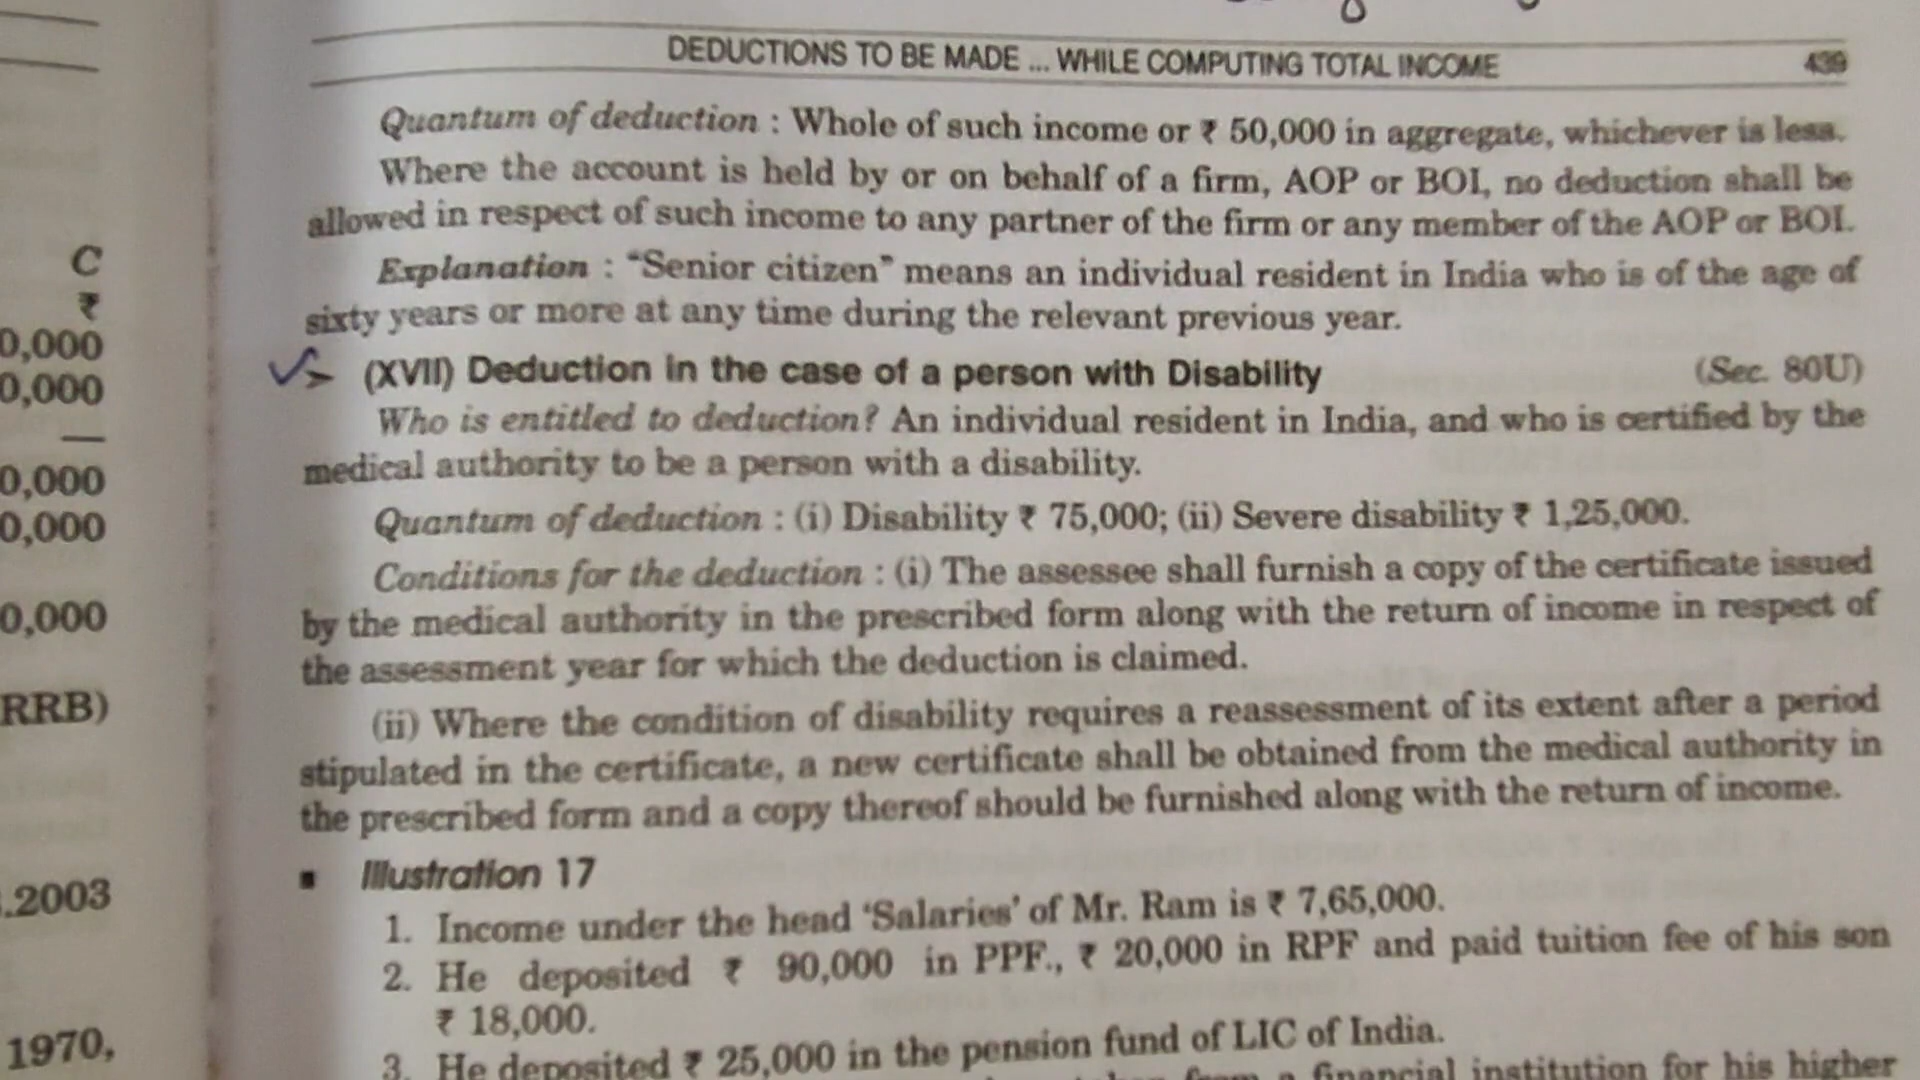 DEDUCTIONS TO BE MADE ... WHILE COMPUTING TOTAL INCOME 439
Quantum of deduction : Whole of such income or ₹ 50,000 in aggregate, whichever is less.
Where the account is held by or on behalf of a firm, AOP or BOI, no deduction shall be
allowed in respect of such income to any partner of the firm or any member of the AOP or BOI.
Explanation : “Senior citizen” means an individual resident in India who is of the age of
sixty years or more at any time during the relevant previous year.
(XVII) Deduction in the case of a person with Disability (Sec. 80U)
Who is entitled to deduction? An individual resident in India, and who is certified by the
medical authority to be a person with a disability.
Quantum of deduction : (i) Disability ₹ 75,000; (ii) Severe disability ₹ 1,25,000.
Conditions for the deduction : (i) The assessee shall furnish a copy of the certificate issued
by the medical authority in the prescribed form along with the return of income in respect of
the assessment year for which the deduction is claimed.
(ii) Where the condition of disability requires a reassessment of its extent after a period
stipulated in the certificate, a new certificate shall be obtained from the medical authority in
the prescribed form and a copy thereof should be furnished along with the return of income.
■ Illustration 17
1. Income under the head ‘Salaries’ of Mr. Ram is ₹ 7,65,000.
2. He deposited ₹ 90,000 in PPF., ₹ 20,000 in RPF and paid tuition fee of his son
₹ 18,000.
3. He deposited ₹ 25,000 in the pension fund of LIC of India.
from a financial institution for his higher
C
₹
0,000
0,000
0,000
0,000
0,000
RRB)
.2003
1970,